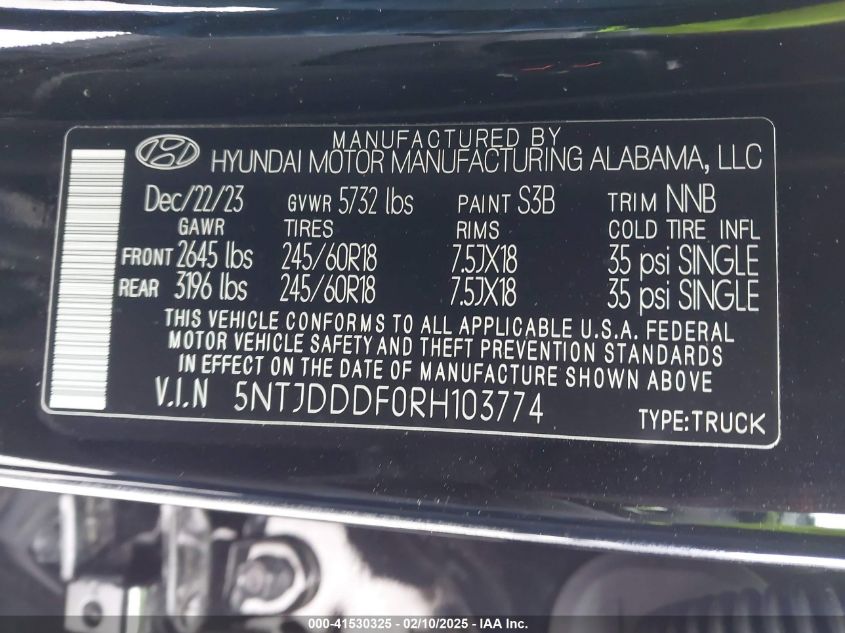 MANUFACTURED BY
HYUNDAI MOTOR MANUFACTURING ALABAMA, LLC
Dec/22/23 GVWR 5732 lbs PAINT S3B TRIM NNB
GAWR TIRES RIMS COLD TIRE INFL
FRONT 2645 lbs 245/60R18 7.5JX18 35 psi SINGLE
REAR 3196 lbs 245/60R18 7.5JX18 35 psi SINGLE
THIS VEHICLE CONFORMS TO ALL APPLICABLE U.S.A. FEDERAL
MOTOR VEHICLE SAFETY AND THEFT PREVENTION STANDARDS
IN EFFECT ON THE DATE OF MANUFACTURE SHOWN ABOVE
V.I.N 5NTJDDDF0RH103774 TYPE:TRUCK
000-41530325 - 02/10/2025 - IAA Inc.